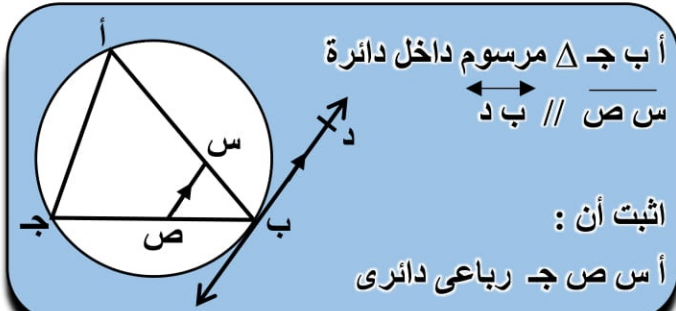 أ ب جـ Δ مرسوم داخل دائرة
س ص // ب د
اثبت أن :
أ س ص جـ رباعى دائرى
أ
س
د
جـ
ص
ب